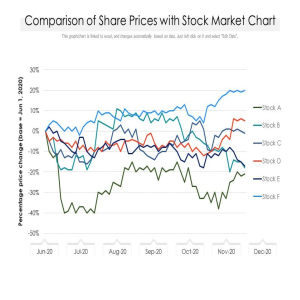 Comparison of Share Prices with Stock Market Chart
This graph/chart is linked to excel, and changes automatically based on data. Just left click on it and select "Edit Data".
Percentage price change (base = Jun 1, 2020)
30%
20%
10%
0%
-10%
-20%
-30%
-40%
-50%
Stock A
Stock B
Stock C
Stock D
Stock E
Stock F
Jun-20
Jul-20
Aug-20
Sep-20
Oct-20
Nov-20
Dec-20